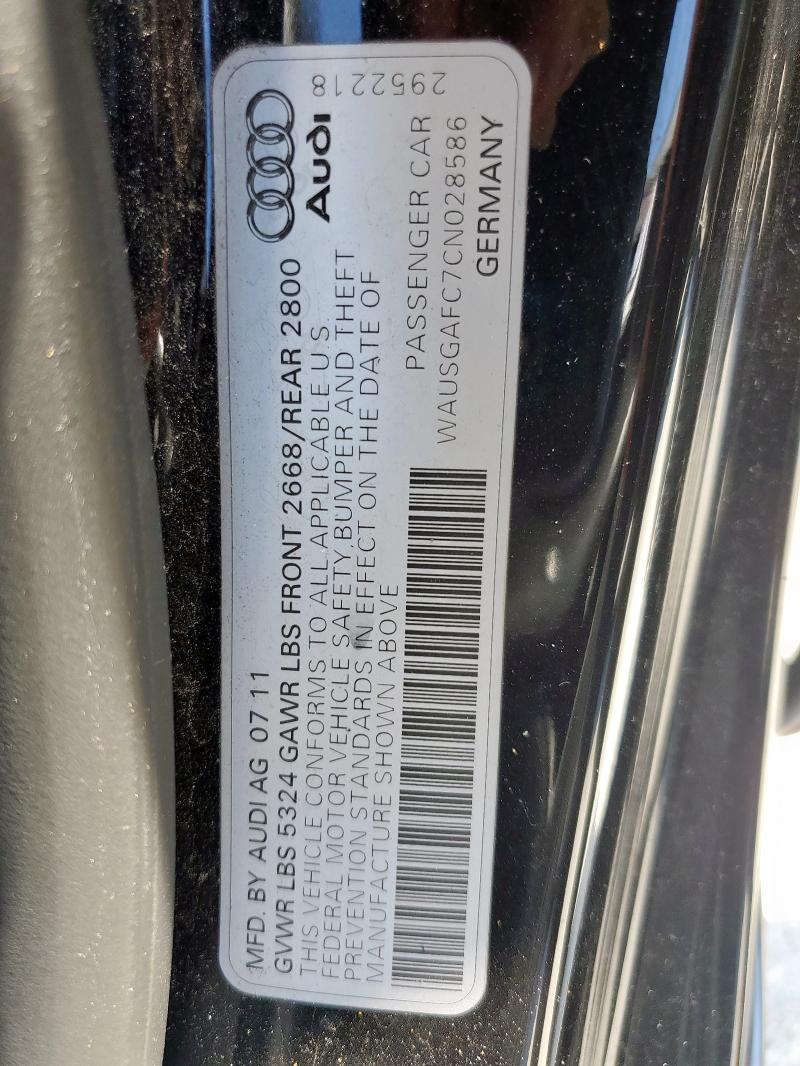 MFD. BY AUDI AG 07 11
GVWR LBS 5324 GAWR LBS FRONT 2668/REAR 2800
THIS VEHICLE CONFORMS TO ALL APPLICABLE U.S.
FEDERAL MOTOR VEHICLE SAFETY, BUMPER AND THEFT
PREVENTION STANDARDS IN EFFECT ON THE DATE OF
MANUFACTURE SHOWN ABOVE
Audi
2952218
PASSENGER CAR
WAUSGAFC7CN028586
GERMANY